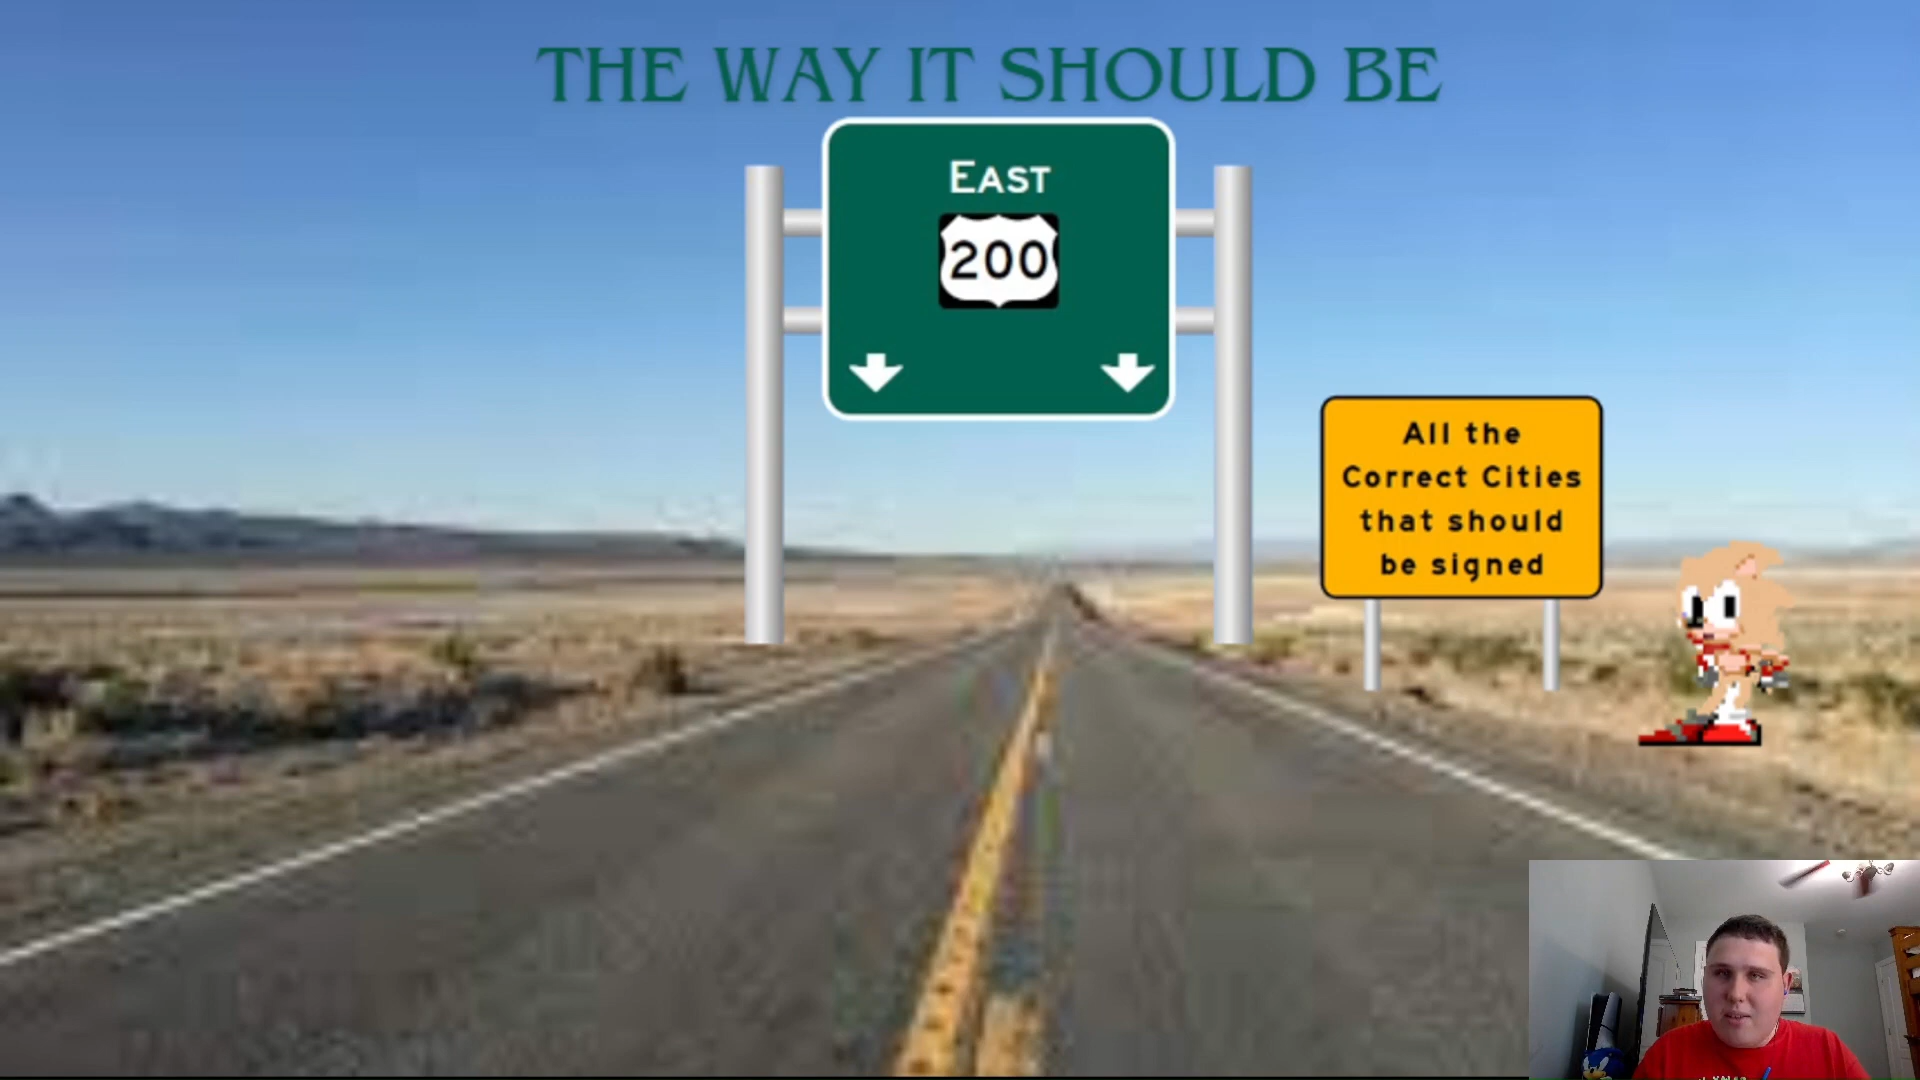 THE WAY IT SHOULD BE
EAST
200
All the
Correct Cities
that should
be signed